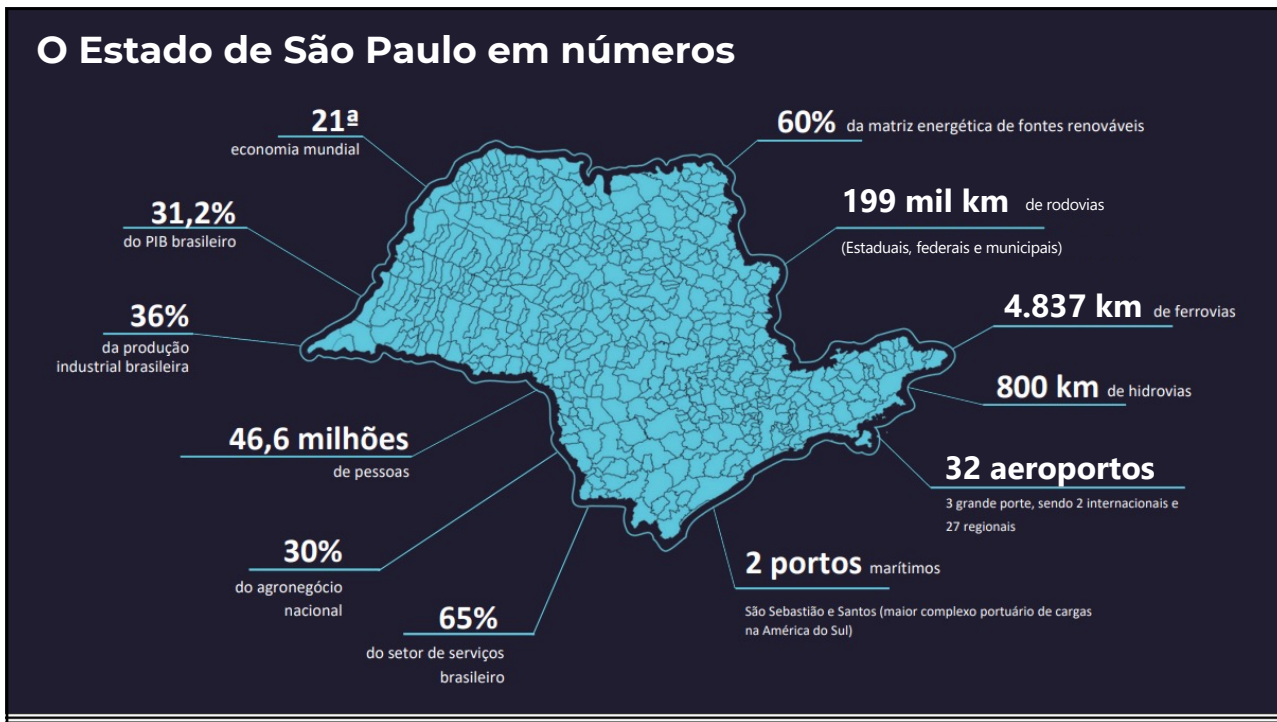 O Estado de São Paulo em números
21ª
economia mundial
31,2%
do PIB brasileiro
36%
da produção
industrial brasileira
46,6 milhões
de pessoas
30%
do agronegócio
nacional
65%
do setor de serviços
brasileiro
60% da matriz energética de fontes renováveis
199 mil km de rodovias
(Estaduais, federais e municipais)
4.837 km de ferrovias
800 km de hidrovias
32 aeroportos
3 grande porte, sendo 2 internacionais e
27 regionais
2 portos marítimos
São Sebastião e Santos (maior complexo portuário de cargas
na América do Sul)